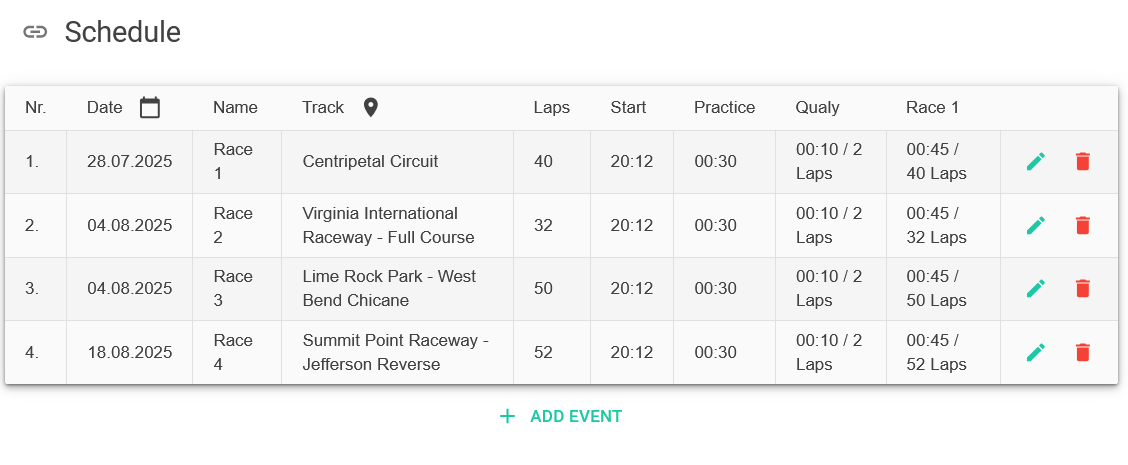 Schedule
Nr. Date Name Track Laps Start Practice Qualy Race 1
1. 28.07.2025 Race 1 Centripetal Circuit 40 20:12 00:30 00:10 / 2 Laps 00:45 / 40 Laps
2. 04.08.2025 Race 2 Virginia International Raceway - Full Course 32 20:12 00:30 00:10 / 2 Laps 00:45 / 32 Laps
3. 04.08.2025 Race 3 Lime Rock Park - West Bend Chicane 50 20:12 00:30 00:10 / 2 Laps 00:45 / 50 Laps
4. 18.08.2025 Race 4 Summit Point Raceway - Jefferson Reverse 52 20:12 00:30 00:10 / 2 Laps 00:45 / 52 Laps
ADD EVENT